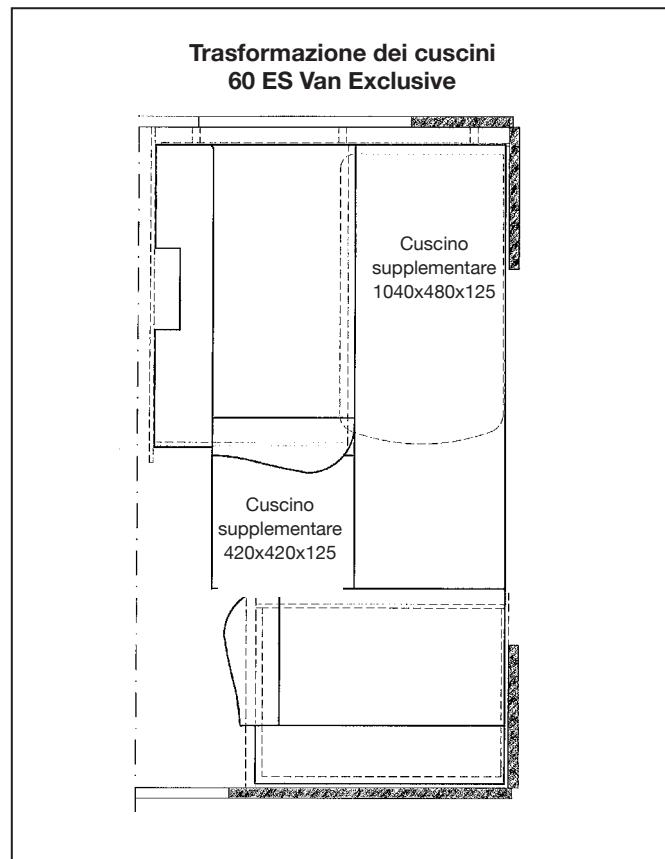 Trasformazione dei cuscini
60 ES Van Exclusive
Cuscino
supplementare
1040x480x125
Cuscino
supplementare
420x420x125